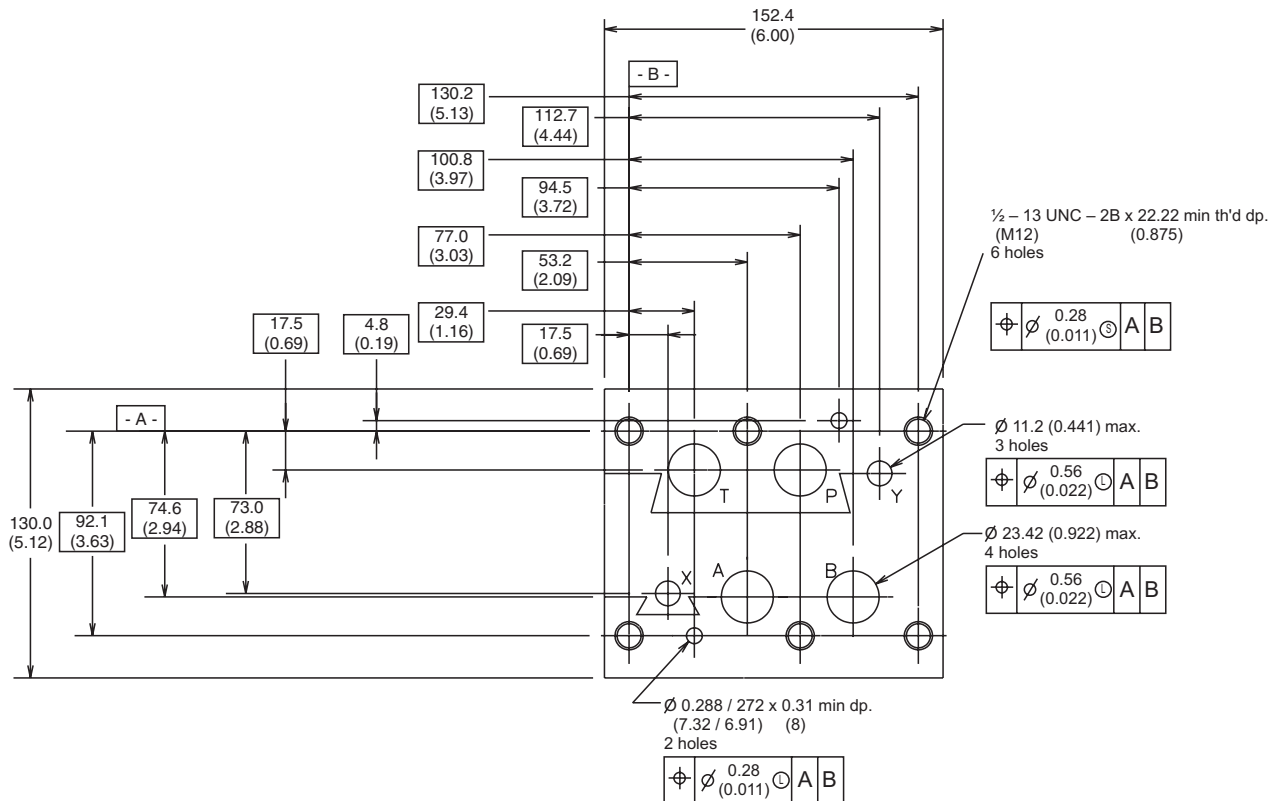 152.4
(6.00)
- B -
130.2
(5.13)
112.7
(4.44)
100.8
(3.97)
94.5
(3.72)
77.0
(3.03)
53.2
(2.09)
29.4
(1.16)
17.5
(0.69)
17.5
(0.69)
4.8
(0.19)
½ – 13 UNC – 2B x 22.22 min th'd dp.
(M12) (0.875)
6 holes
⌖ Ø 0.28 (0.011) Ⓢ A B
- A -
Ø 11.2 (0.441) max.
3 holes
⌖ Ø 0.56 (0.022) Ⓛ A B
T P Y
130.0
(5.12)
92.1
(3.63)
74.6
(2.94)
73.0
(2.88)
Ø 23.42 (0.922) max.
4 holes
⌖ Ø 0.56 (0.022) Ⓛ A B
X A B
Ø 0.288 / 272 x 0.31 min dp.
(7.32 / 6.91) (8)
2 holes
⌖ Ø 0.28 (0.011) Ⓛ A B